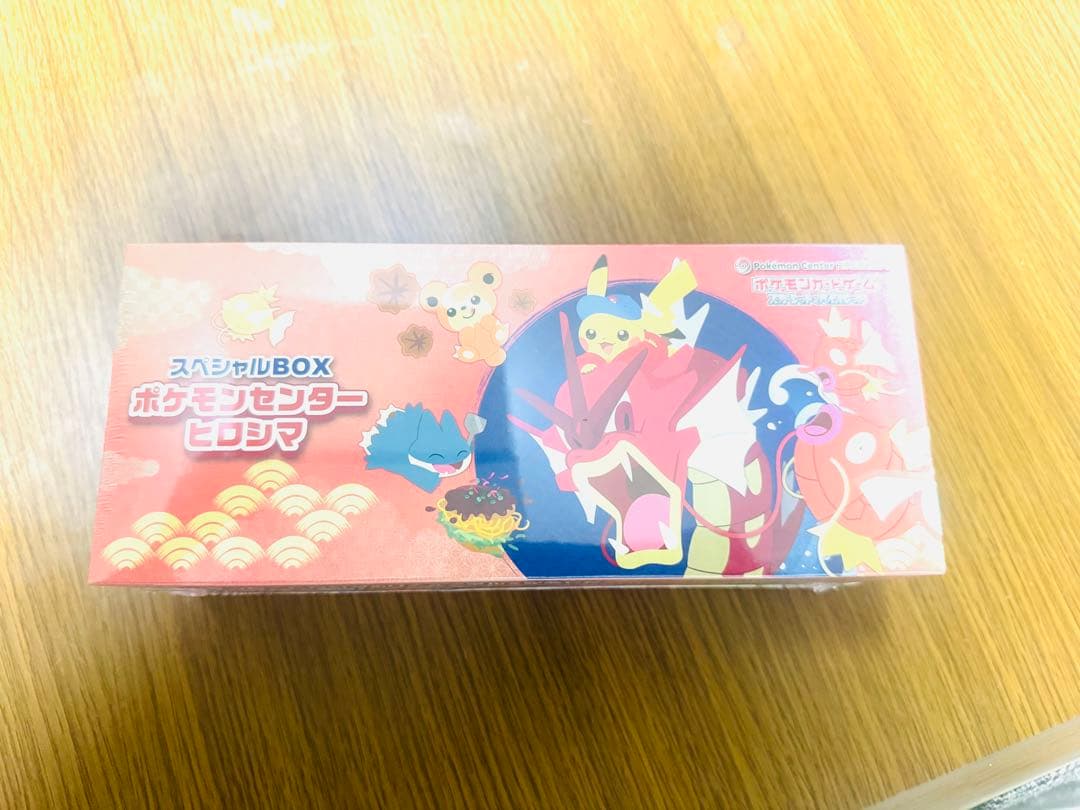 スペシャルBOX
ポケモンセンター
ヒロシマ
Pokémon Center
ポケモンカードゲーム